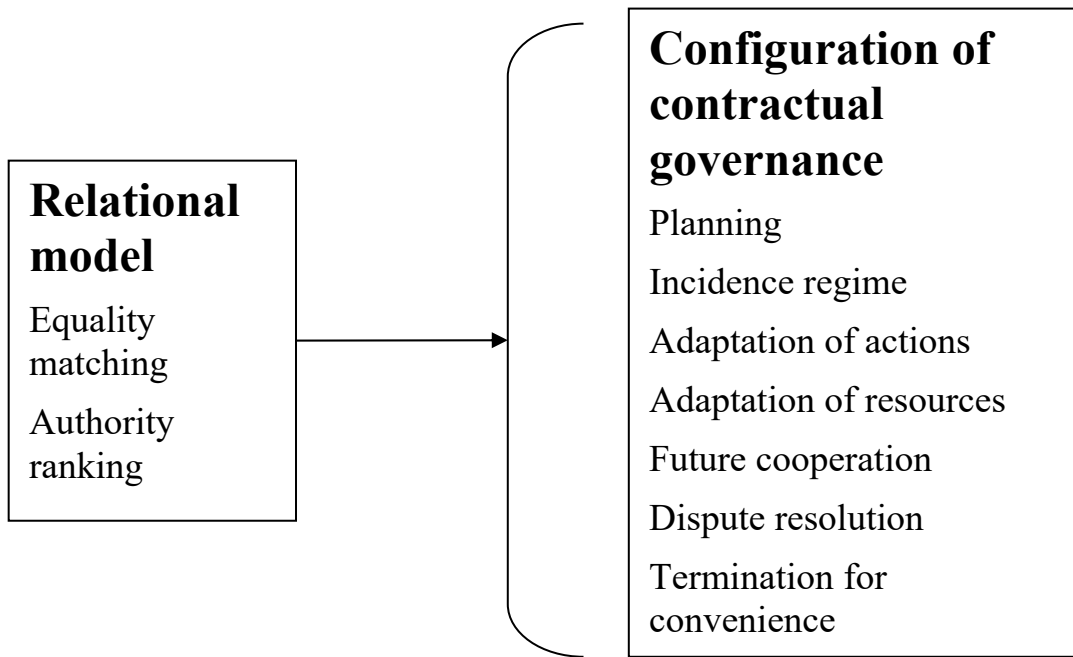 Relational
model
Equality
matching
Authority
ranking
Configuration of
contractual
governance
Planning
Incidence regime
Adaptation of actions
Adaptation of resources
Future cooperation
Dispute resolution
Termination for
convenience